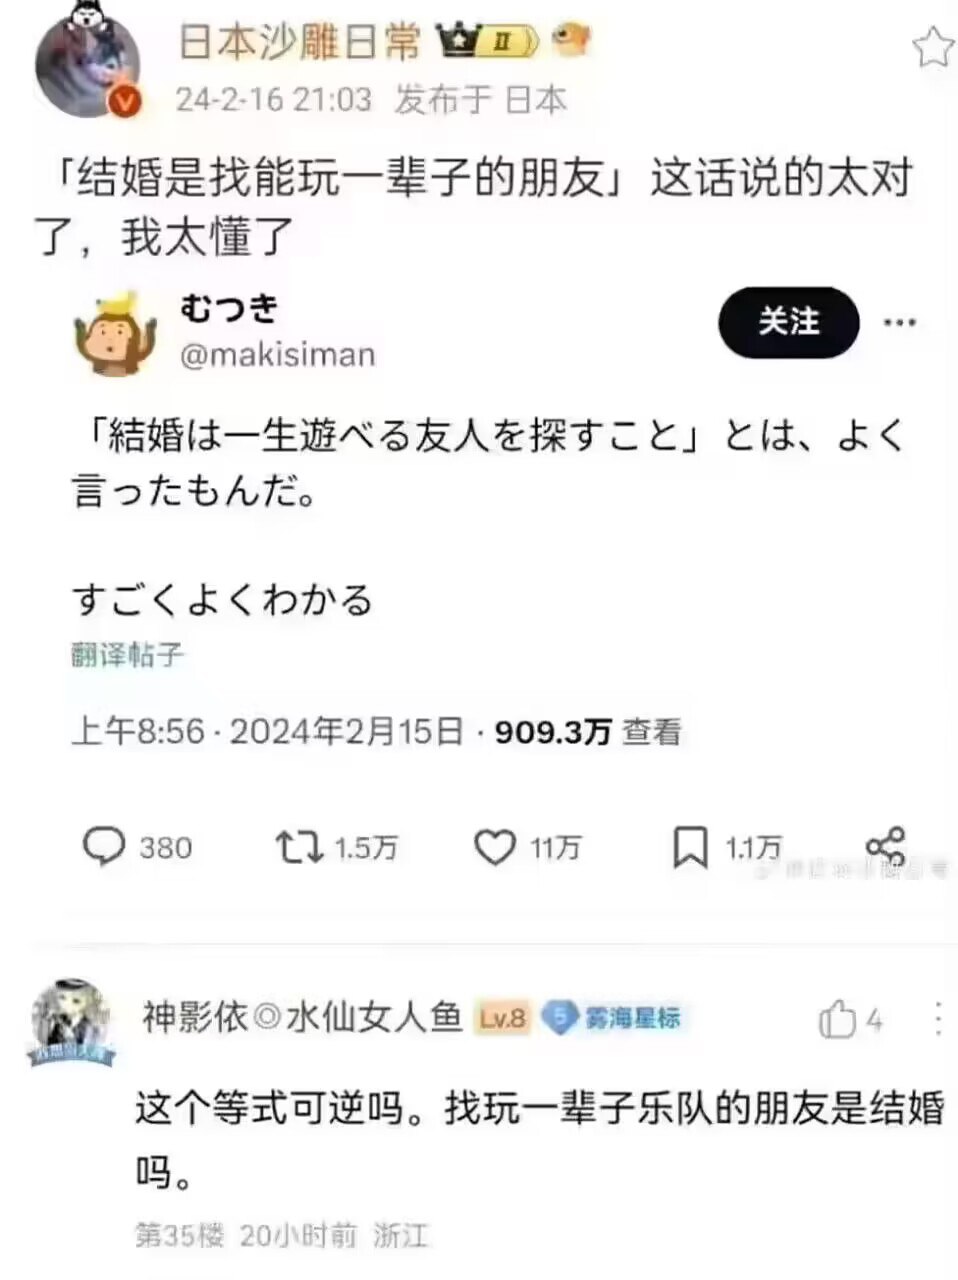 日本沙雕日常 II
24-2-16 21:03 发布于 日本
「结婚是找能玩一辈子的朋友」这话说的太对
了，我太懂了
むつき
@makisiman
关注
「結婚は一生遊べる友人を探すこと」とは、よく
言ったもんだ。
すごくよくわかる
翻译帖子
上午8:56 · 2024年2月15日 · 909.3万 查看
380 1.5万 11万 1.1万
神影依◎水仙女人鱼 Lv.8 5 雾海星标 4
这个等式可逆吗。找玩一辈子乐队的朋友是结婚
吗。
第35楼 20小时前 浙江